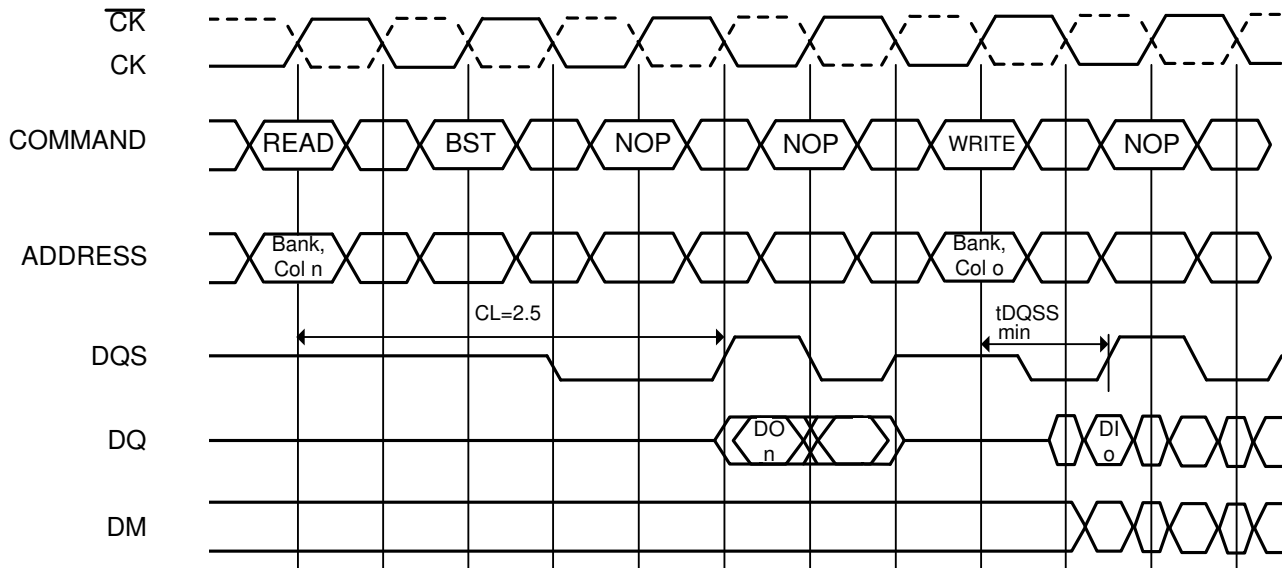 CK
CK
COMMAND READ BST NOP NOP WRITE NOP
ADDRESS Bank, Col n Bank, Col o
CL=2.5 tDQSS min
DQS
DQ DO n DI o
DM